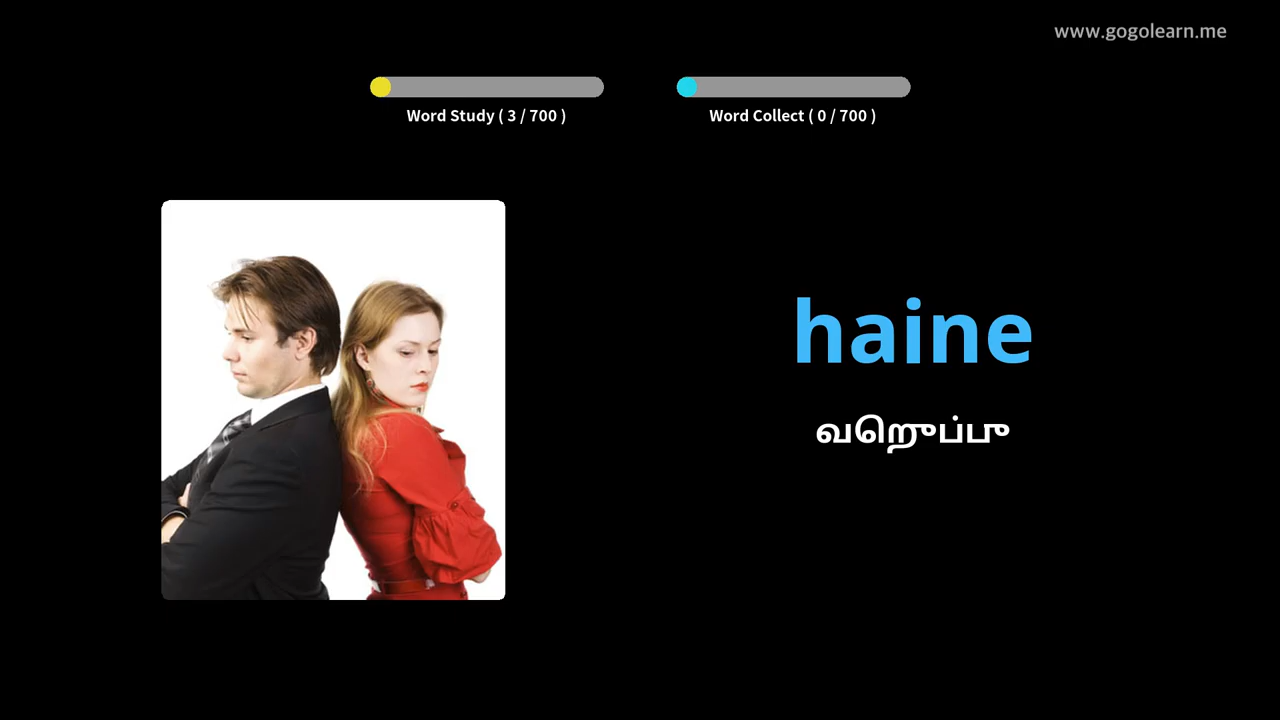 www.gogolearn.me
Word Study ( 3 / 700 )
Word Collect ( 0 / 700 )
haine
வெறுப்பு